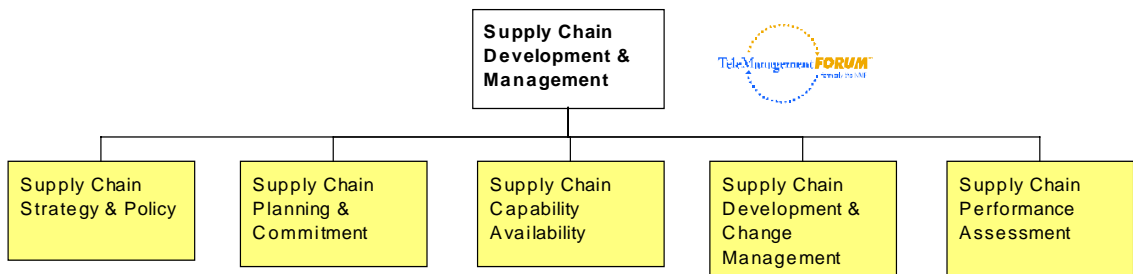 Supply Chain
Development &
Management
TeleManagement FORUM™
Supply Chain
Strategy & Policy
Supply Chain
Planning &
Commitment
Supply Chain
Capability
Availability
Supply Chain
Development &
Change
Management
Supply Chain
Performance
Assessment